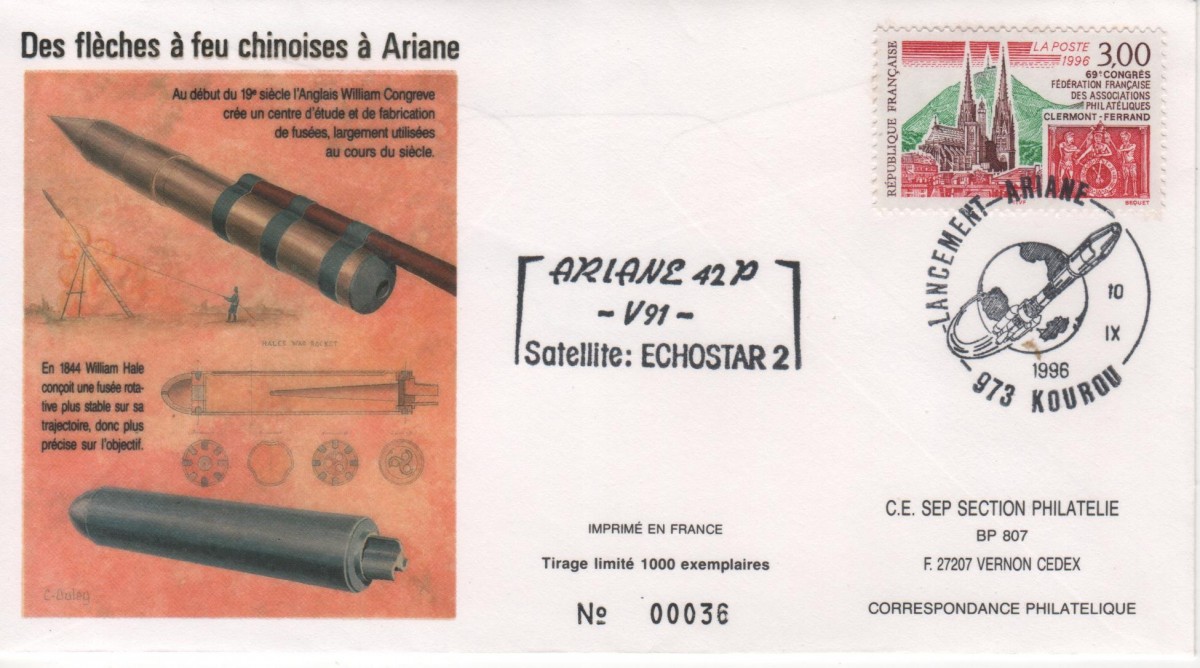 Des flèches à feu chinoises à Ariane
Au début du 19e siècle l'Anglais William Congreve
crée un centre d'étude et de fabrication
de fusées, largement utilisées
au cours du siècle.
HALES WAR ROCKET
En 1844 William Hale
conçoit une fusée rota-
tive plus stable sur sa
trajectoire, donc plus
précise sur l'objectif.
ARIANE 42P
- V91 -
Satellite: ECHOSTAR 2
IMPRIMÉ EN FRANCE
Tirage limité 1000 exemplaires
No 00036
RÉPUBLIQUE FRANÇAISE
LA POSTE
1996
3,00
69e CONGRÈS
FÉDÉRATION FRANÇAISE
DES ASSOCIATIONS
PHILATÉLIQUES
CLERMONT-FERRAND
BEQUET
LANCEMENT ARIANE
10
IX
1996
973 KOUROU
C.E. SEP SECTION PHILATELIE
BP 807
F. 27207 VERNON CEDEX
CORRESPONDANCE PHILATELIQUE